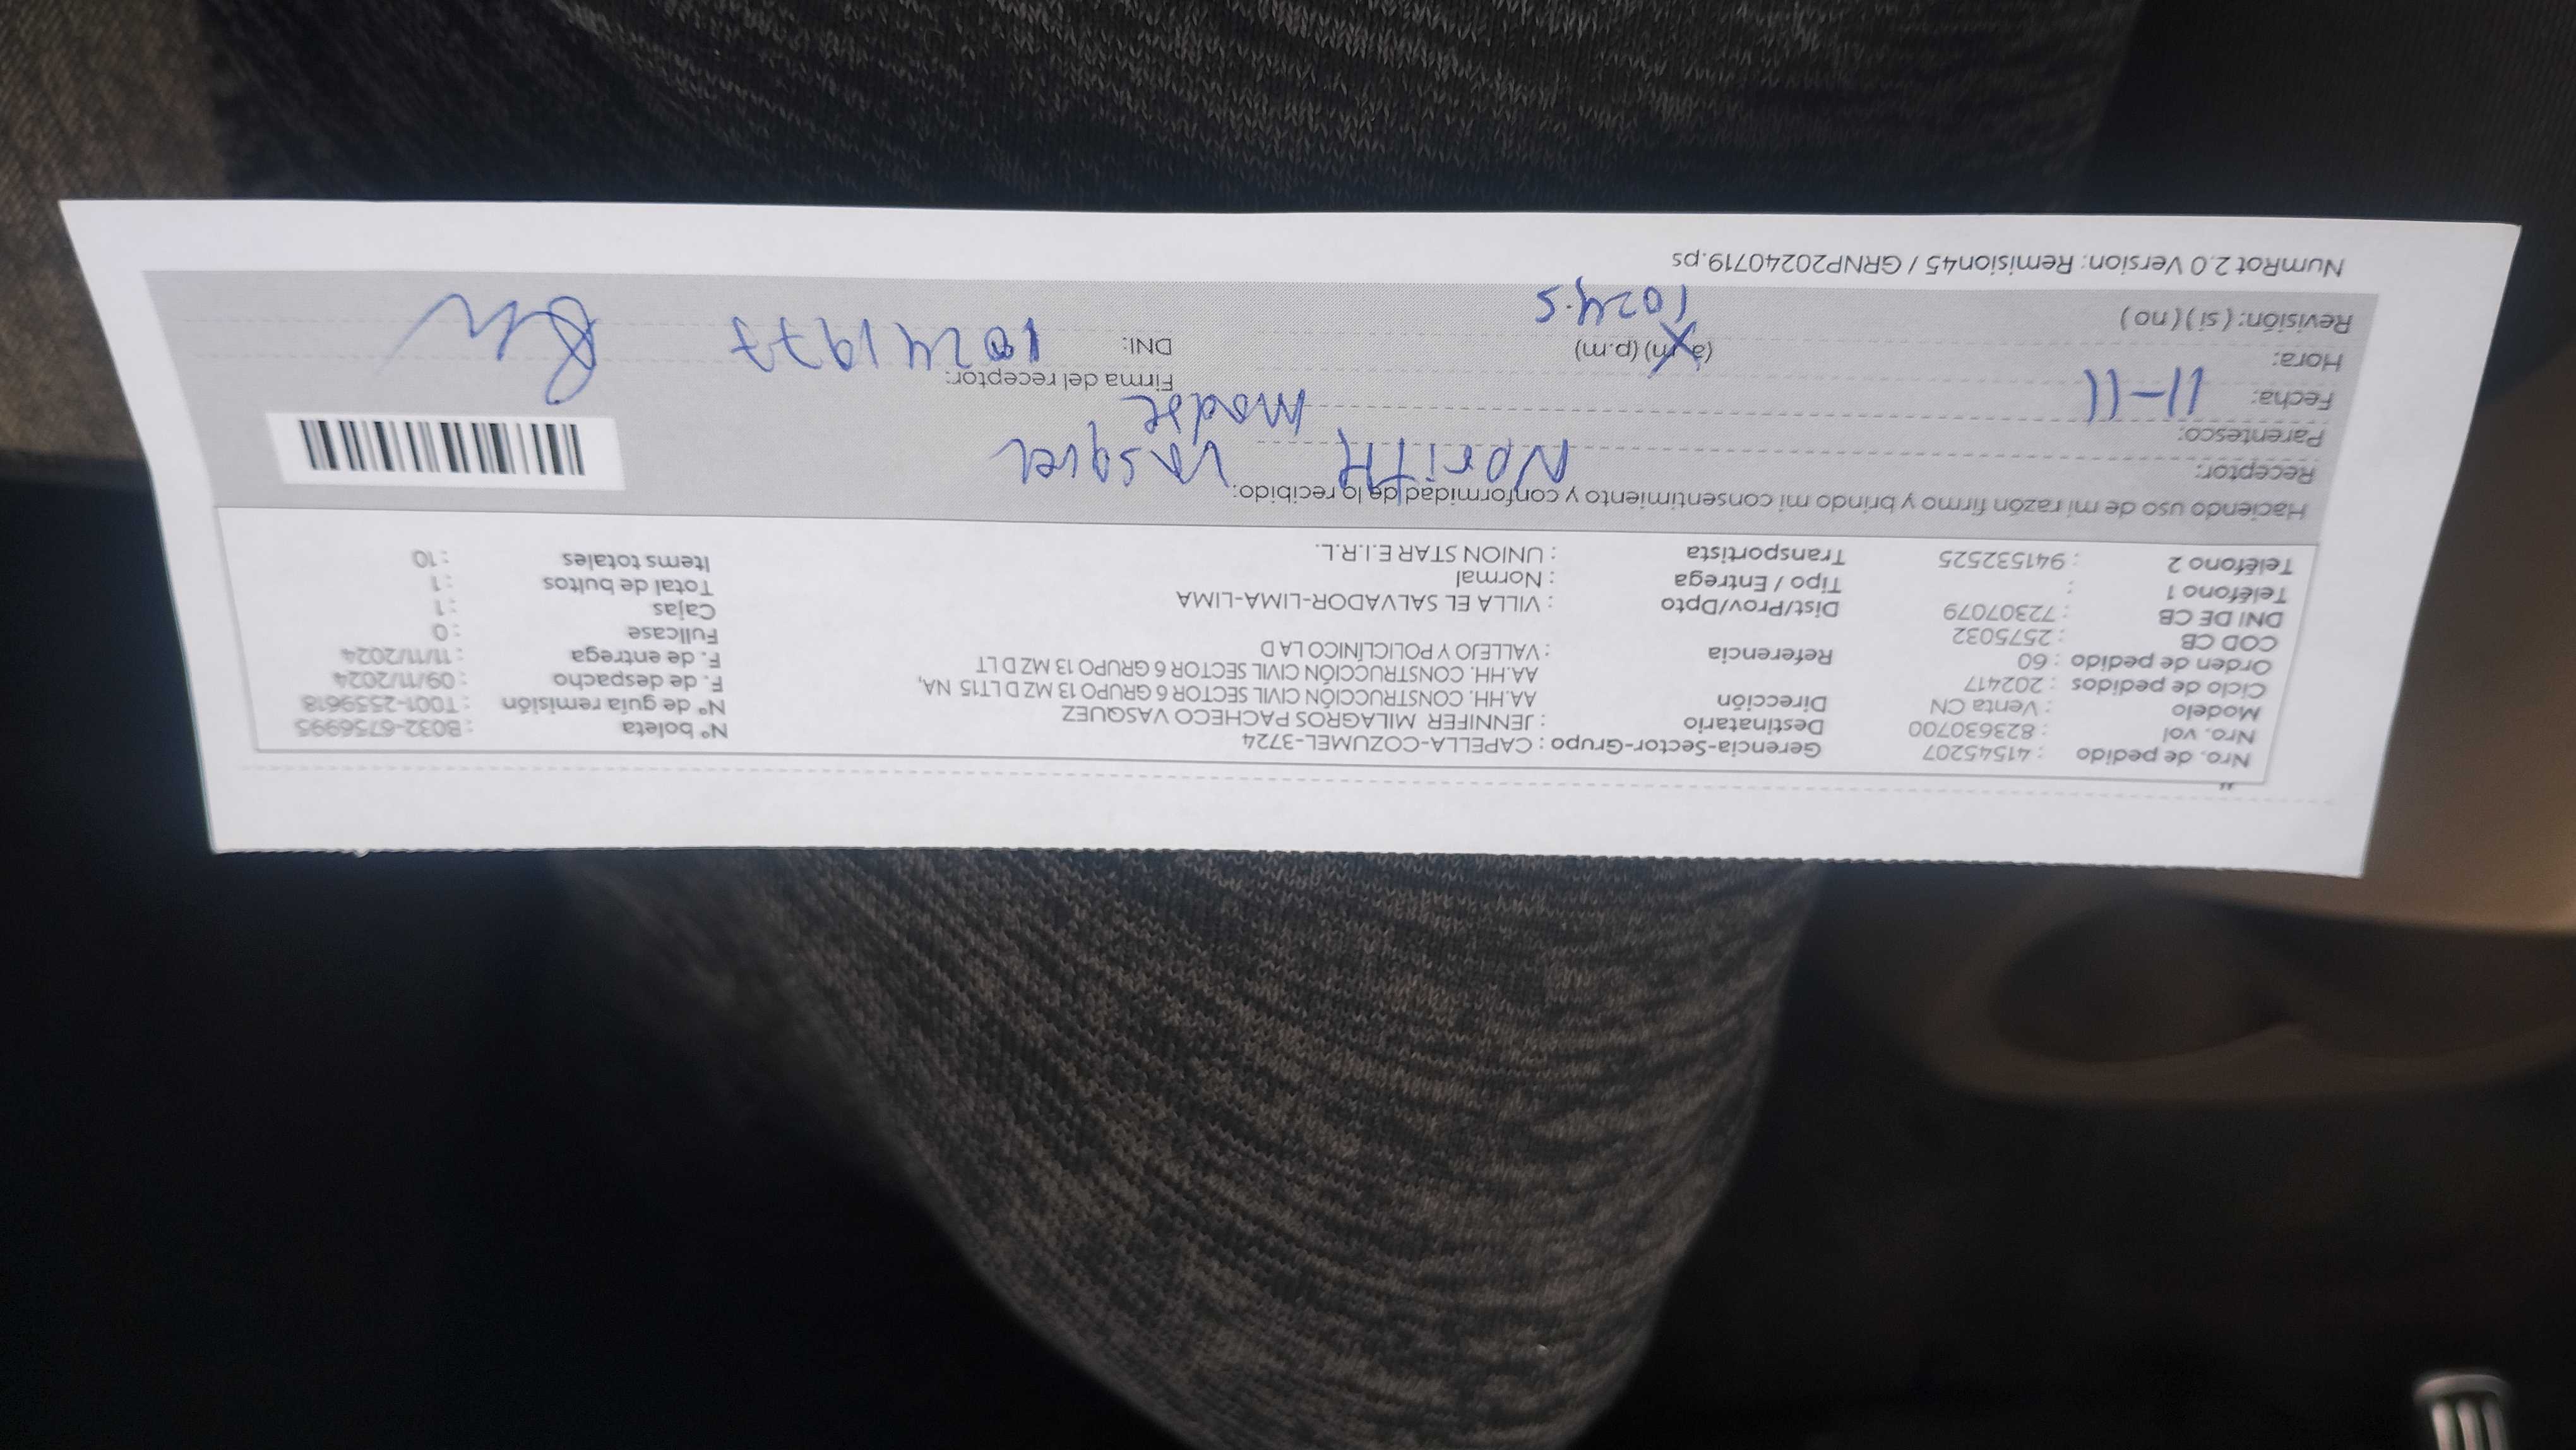 Nro. de pedido : 41545207 Gerencia-Sector-Grupo : CAPELLA-COZUMEL-3724 Nº boleta : B032-6756995
Nro. vol : 823630700 Destinatario : JENNIFER MILAGROS PACHECO VASQUEZ Nº de guía remisión : T001-2559618
Modelo : Venta CN Dirección AA.HH. CONSTRUCCIÓN CIVIL SECTOR 6 GRUPO 13 MZ D LT15 NA, F. de despacho : 09/11/2024
Ciclo de pedidos : 202417 AA.HH. CONSTRUCCIÓN CIVIL SECTOR 6 GRUPO 13 MZ D LT F. de entrega : 11/11/2024
Orden de pedido : 60 Referencia : VALLEJO Y POLICLÍNICO LA D Fullcase : 0
COD CB : 2575032 Cajas : 1
DNI DE CB : 72307079 Dist/Prov/Dpto : VILLA EL SALVADOR-LIMA-LIMA Total de bultos : 1
Teléfono 1 : Tipo / Entrega : Normal Items totales : 10
Teléfono 2 : 941532525 Transportista : UNION STAR E.I.R.L.
Haciendo uso de mi razón firmo y brindo mi consentimiento y conformidad de lo recibido:
Receptor: Vasquez
Parentesco: Madre
Fecha: 11-11 Firma del receptor:
Hora: (a.m) (p.m) DNI: 10241977
Revisión: ( si ) ( no )
NumRot 2.0 Version: Remision45 / GRNP20240719.ps